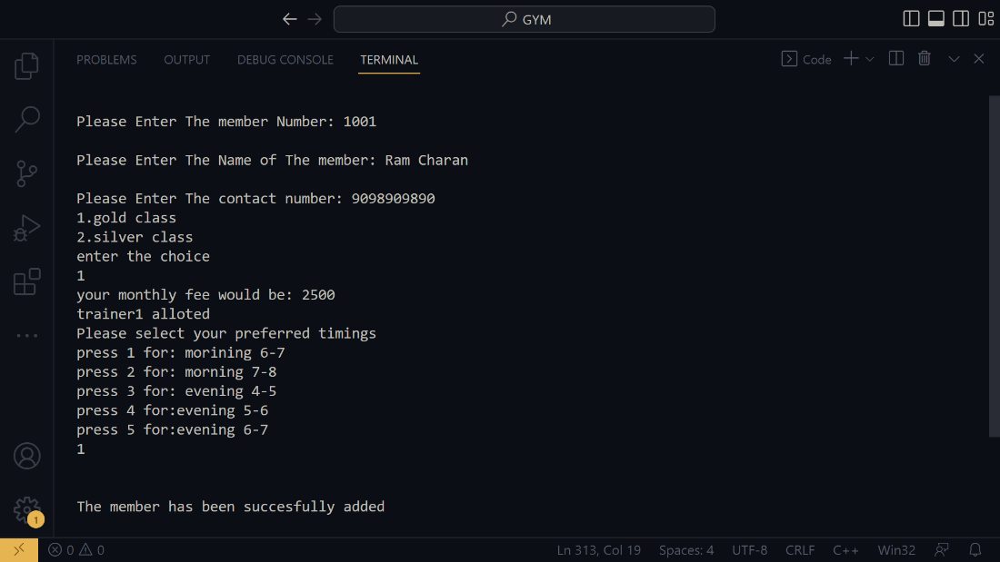 GYM
PROBLEMS OUTPUT DEBUG CONSOLE TERMINAL Code
Please Enter The member Number: 1001
Please Enter The Name of The member: Ram Charan
Please Enter The contact number: 9098909890
1.gold class
2.silver class
enter the choice
1
your monthly fee would be: 2500
trainer1 alloted
Please select your preferred timings
press 1 for: morining 6-7
press 2 for: morning 7-8
press 3 for: evening 4-5
press 4 for:evening 5-6
press 5 for:evening 6-7
1
The member has been succesfully added
1
0 0 Ln 313, Col 19 Spaces: 4 UTF-8 CRLF C++ Win32